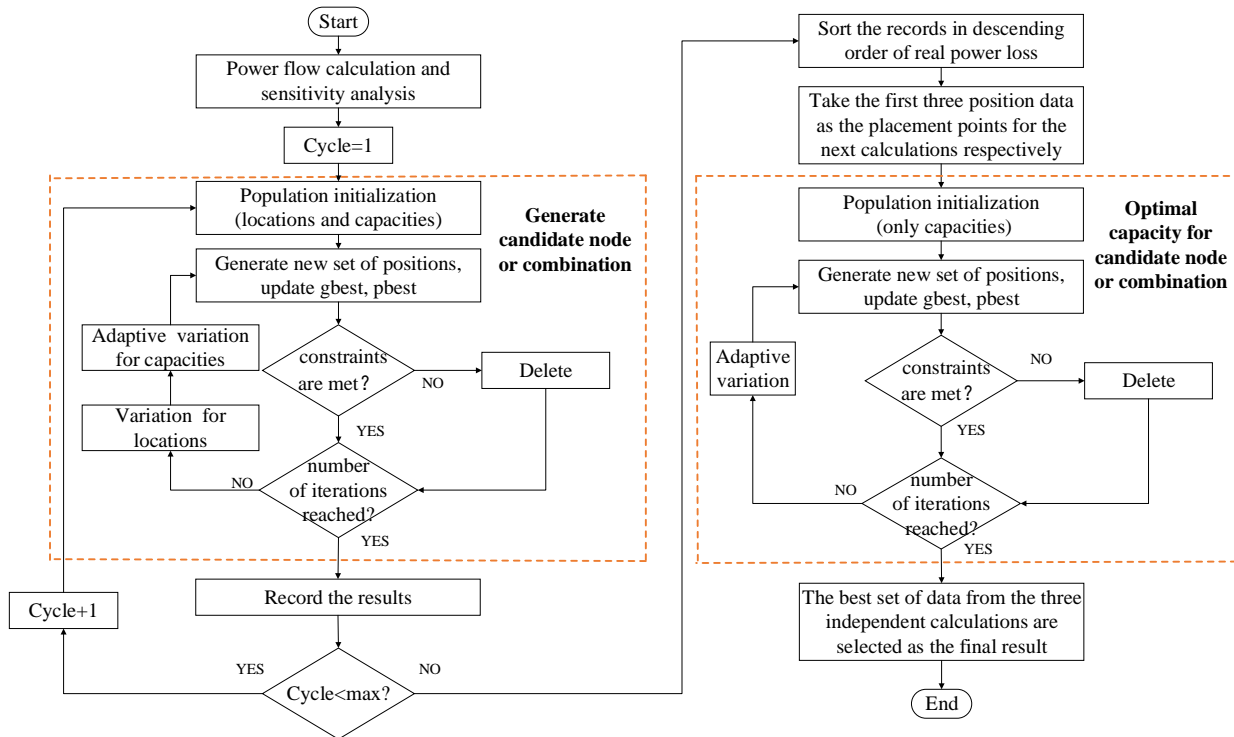 Start
Power flow calculation and
sensitivity analysis
Cycle=1
Population initialization
(locations and capacities)
Generate
candidate node
or combination
Generate new set of positions,
update gbest, pbest
Adaptive variation
for capacities
constraints
are met?
NO
Delete
Variation for
locations
YES
number
of iterations
reached?
NO
YES
Record the results
Cycle+1
YES
Cycle<max?
NO
Sort the records in descending
order of real power loss
Take the first three position data
as the placement points for the
next calculations respectively
Population initialization
(only capacities)
Optimal
capacity for
candidate node
or combination
Generate new set of positions,
update gbest, pbest
Adaptive
variation
constraints
are met?
NO
Delete
YES
number
of iterations
reached?
NO
YES
The best set of data from the three
independent calculations are
selected as the final result
End